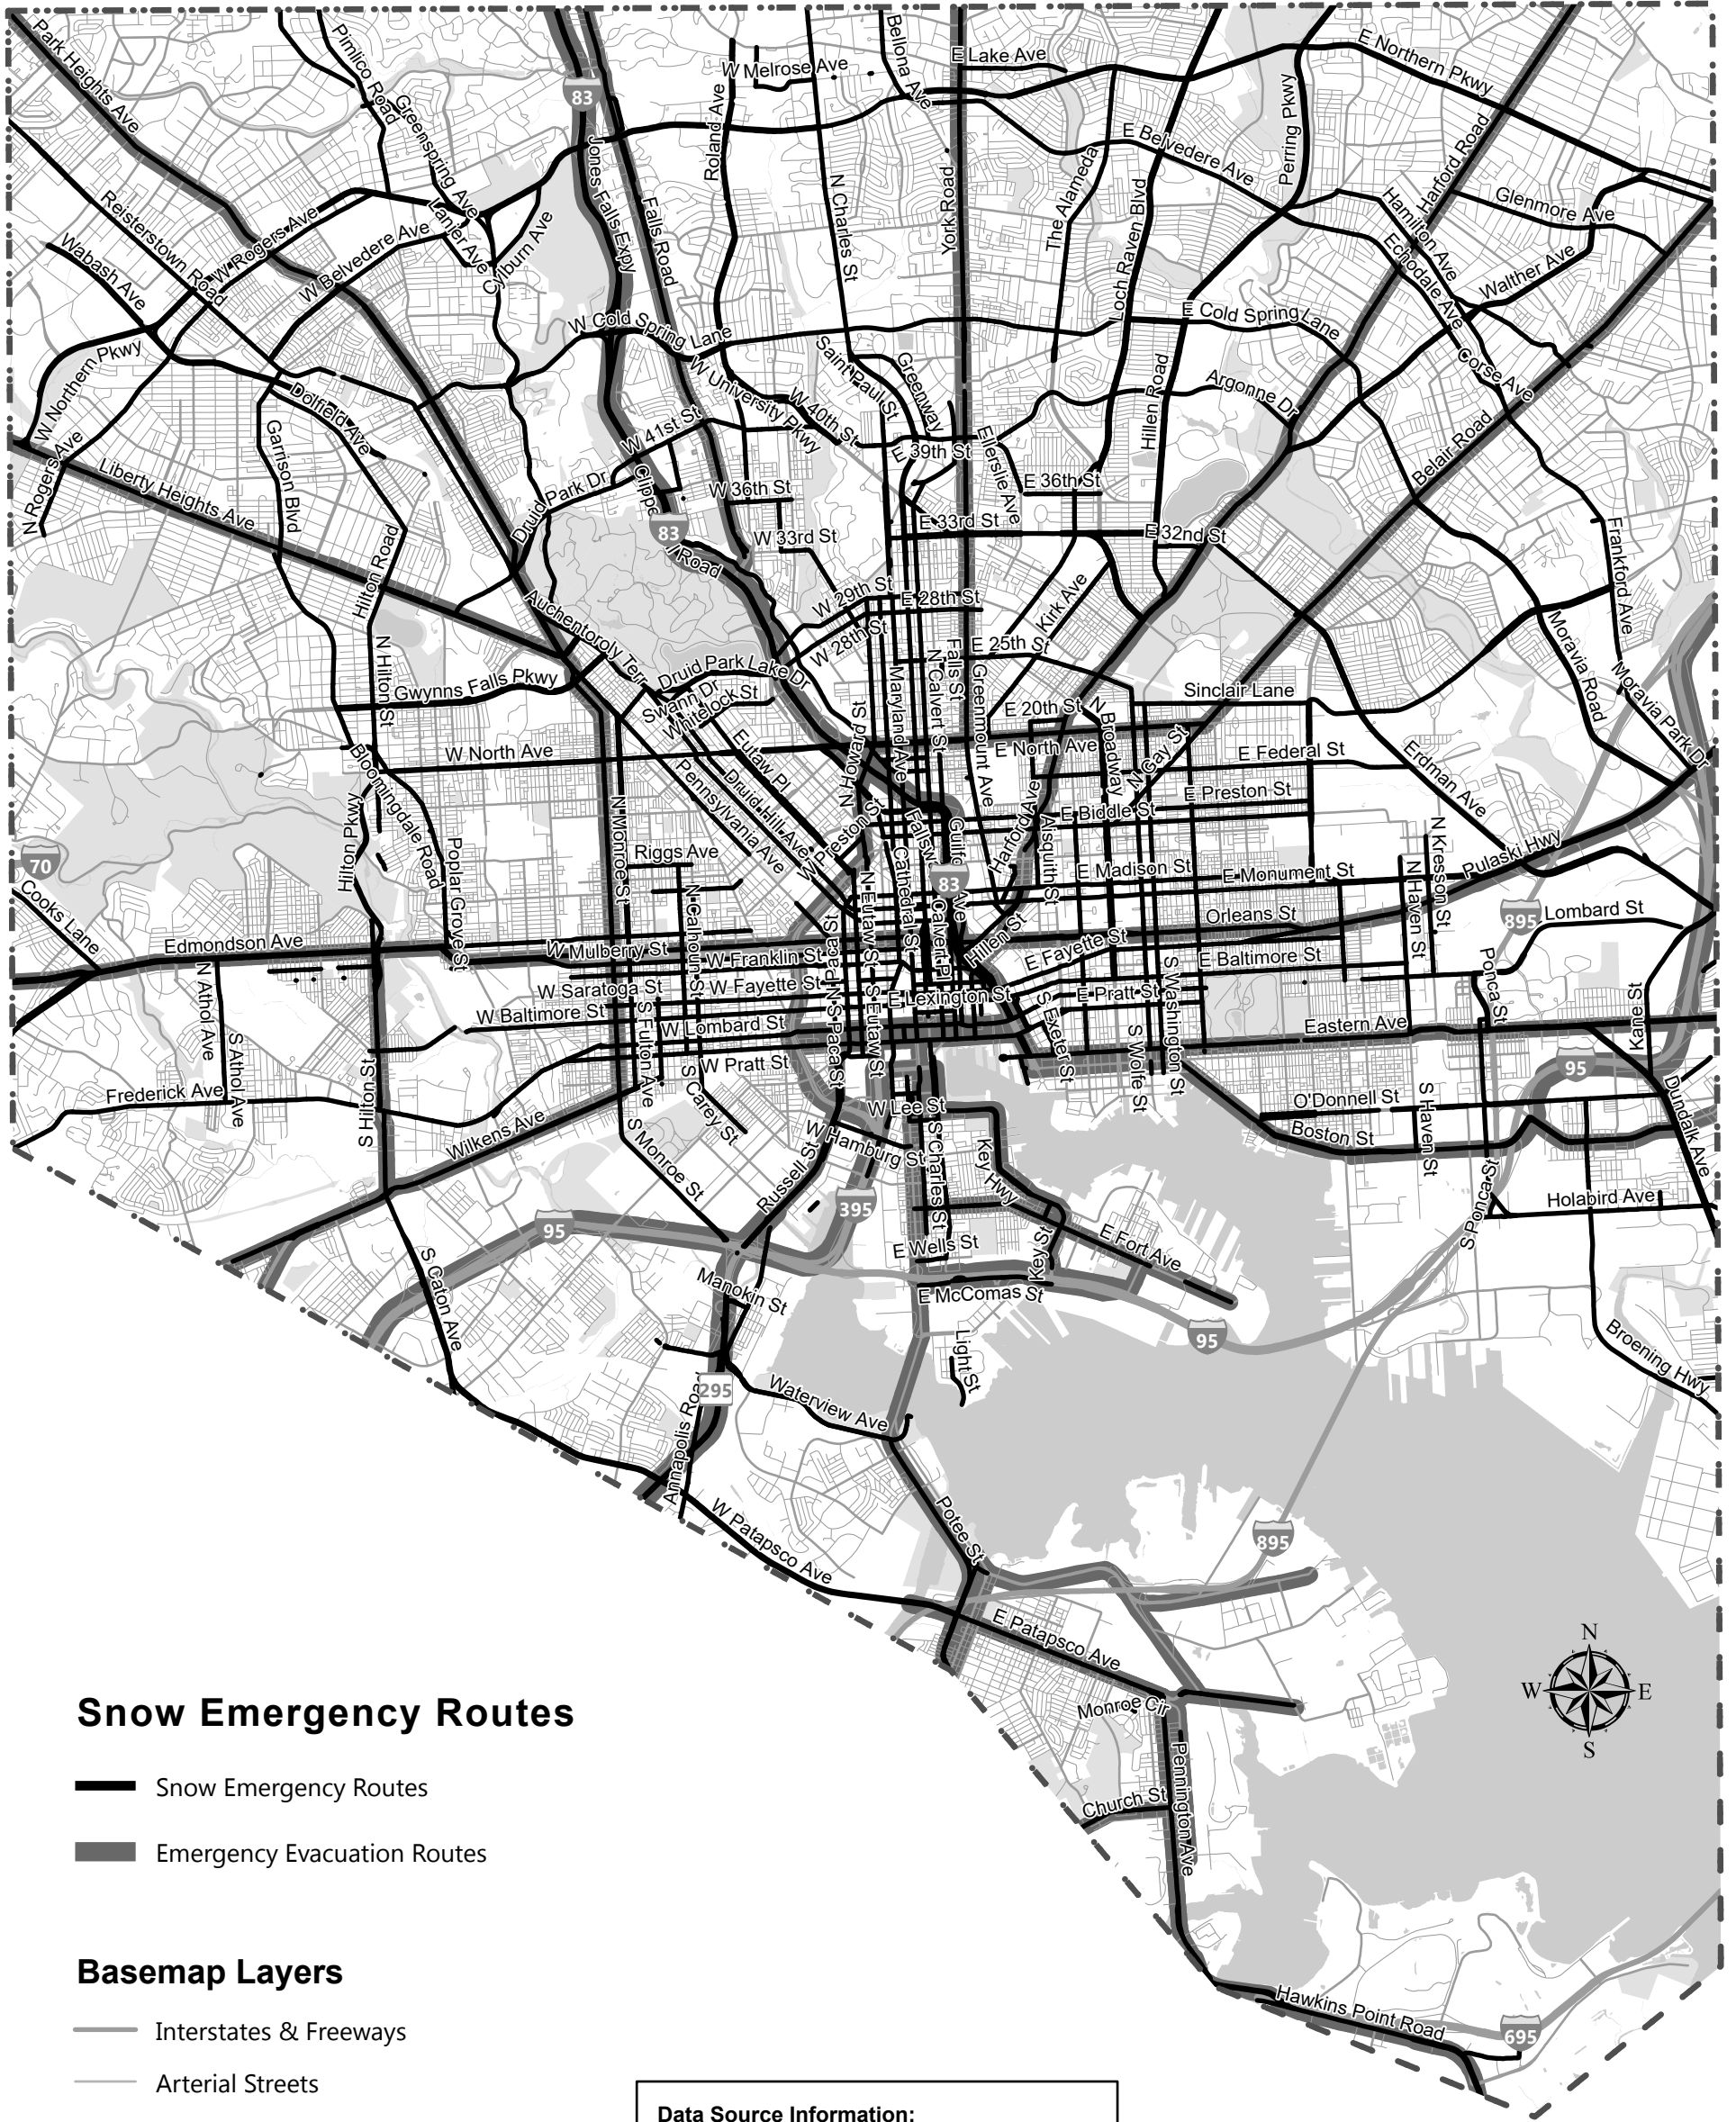 Park Heights Ave
Pimlico Road
Greenspring Ave
83
Jones Falls Expy
Falls Road
Roland Ave
W Melrose Ave
N Charles St
Bellona Ave
E Lake Ave
York Road
E Northern Pkwy
E Belvedere Ave
The Alameda
Loch Raven Blvd
Perring Pkwy
Harford Road
Hamilton Ave
Glenmore Ave
Echodale Ave
Walther Ave
Reisterstown Road
Wabash Ave
W Rogers Ave
W Belvedere Ave
Lanier Ave
Cylburn Ave
W Cold Spring Lane
E Cold Spring Lane
W Northern Pkwy
N Rogers Ave
Dolfield Ave
Garrison Blvd
Liberty Heights Ave
Hilton Road
Druid Park Dr
W 41st St
W University Pkwy
W 40th St
Saint Paul St
Greenway
E 39th St
Ellerslie Ave
E 36th St
Hillen Road
Argonne Dr
Corse Ave
Belair Road
W 36th St
W 33rd St
E 33rd St
E 32nd St
83
Road
Frankford Ave
Auchentoroly Terr
W 29th St
W 28th St
E 28th St
Kirk Ave
E 25th St
Falls St
N Hilton St
Gwynns Falls Pkwy
Druid Park Lake Dr
Swann Dr
Whitelock St
Maryland Ave
N Calvert St
Greenmount Ave
E 20th St
N Broadway
Sinclair Lane
Moravia Road
Moravia Park Dr
W North Ave
E North Ave
N Gay St
E Federal St
E Preston St
Erdman Ave
Bloomingdale Road
Eutaw Pl
Druid Hill Ave
Pennsylvania Ave
N Howard St
W Preston St
E Biddle St
N Monroe St
Riggs Ave
Hilton Pkwy
Poplar Grove St
N Calhoun St
Cathedral St
83
Harford Ave
Aisquith St
E Madison St
E Monument St
N Haven St
N Kresson St
Pulaski Hwy
70
Cooks Lane
Edmondson Ave
W Mulberry St
W Franklin St
N Paca St
N Eutaw St
Calvert Pl
Hillen St
Orleans St
895
Lombard St
E Fayette St
E Baltimore St
W Saratoga St
W Fayette St
E Lexington St
E Pratt St
S Washington St
Ponca St
Kane St
W Baltimore St
W Lombard St
S Paca St
S Eutaw St
S Exeter St
S Wolfe St
Eastern Ave
N Athol Ave
S Athol Ave
S Fulton Ave
W Pratt St
Frederick Ave
S Hilton St
Wilkens Ave
S Carey St
W Lee St
95
O'Donnell St
Boston St
S Haven St
Dundalk Ave
S Monroe St
Russell St
W Hamburg St
S Charles St
Key Hwy
395
95
E Fort Ave
Key St
E Wells St
S Ponca St
Holabird Ave
S Caton Ave
Manokin St
E McComas St
95
Light St
Broening Hwy
295
Annapolis Road
Waterview Ave
Potee St
W Patapsco Ave
895
E Patapsco Ave
Monroe Cir
Pennington Ave
Church St
Hawkins Point Road
695
N
W
E
S
Snow Emergency Routes
Snow Emergency Routes
Emergency Evacuation Routes
Basemap Layers
Interstates & Freeways
Arterial Streets
Data Source Information: